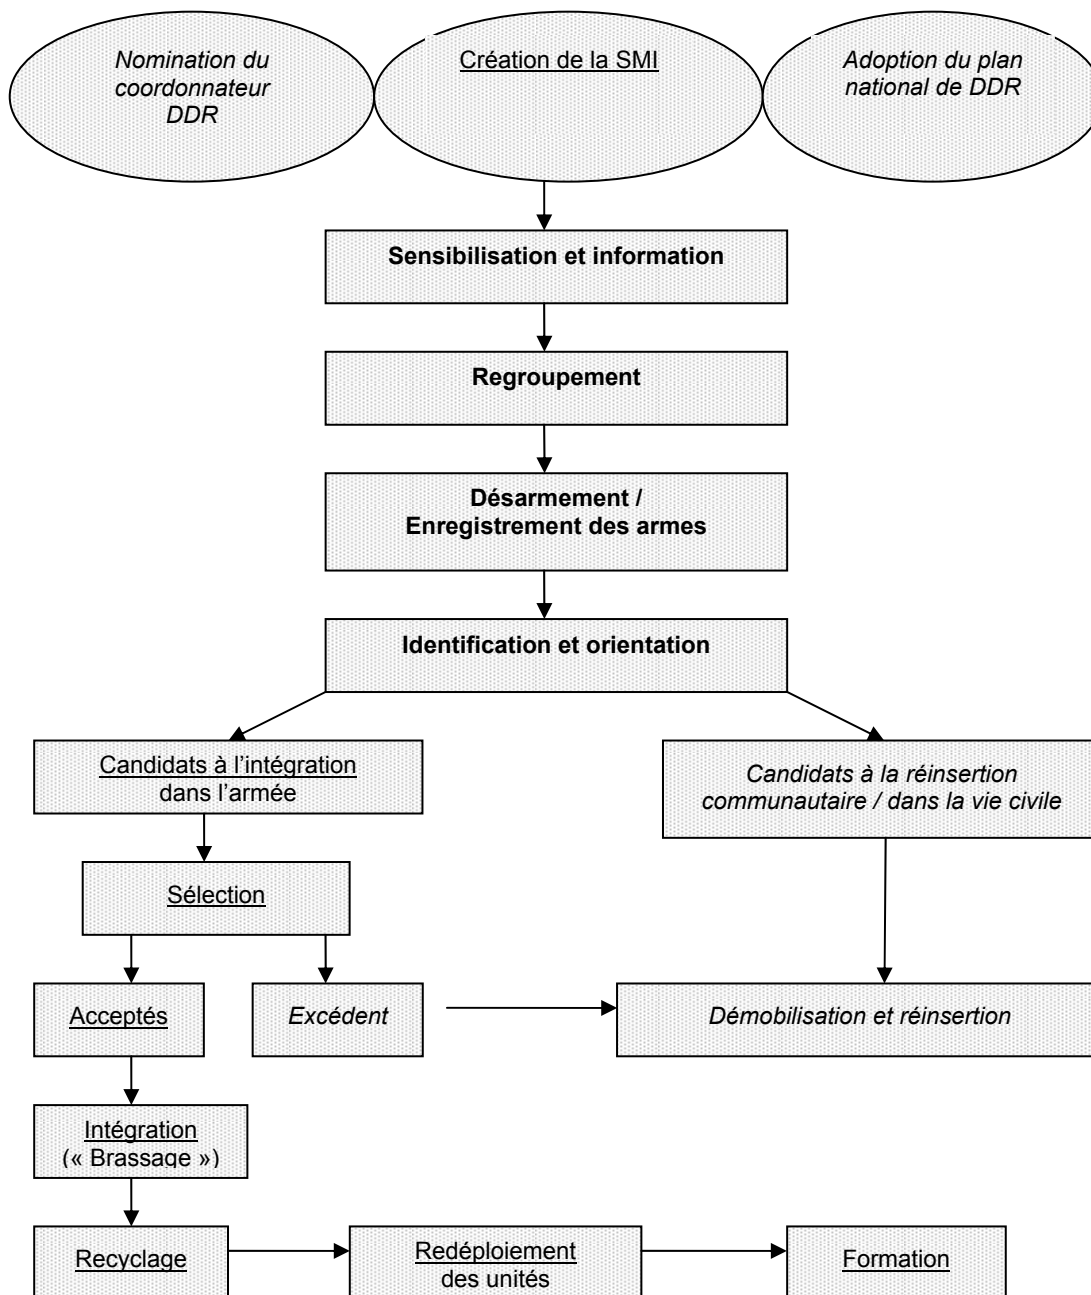 Nomination du
coordonnateur
DDR
Création de la SMI
Adoption du plan
national de DDR
Sensibilisation et information
Regroupement
Désarmement /
Enregistrement des armes
Identification et orientation
Candidats à l’intégration
dans l’armée
Candidats à la réinsertion
communautaire / dans la vie civile
Sélection
Acceptés
Excédent
Démobilisation et réinsertion
Intégration
(« Brassage »)
Recyclage
Redéploiement
des unités
Formation